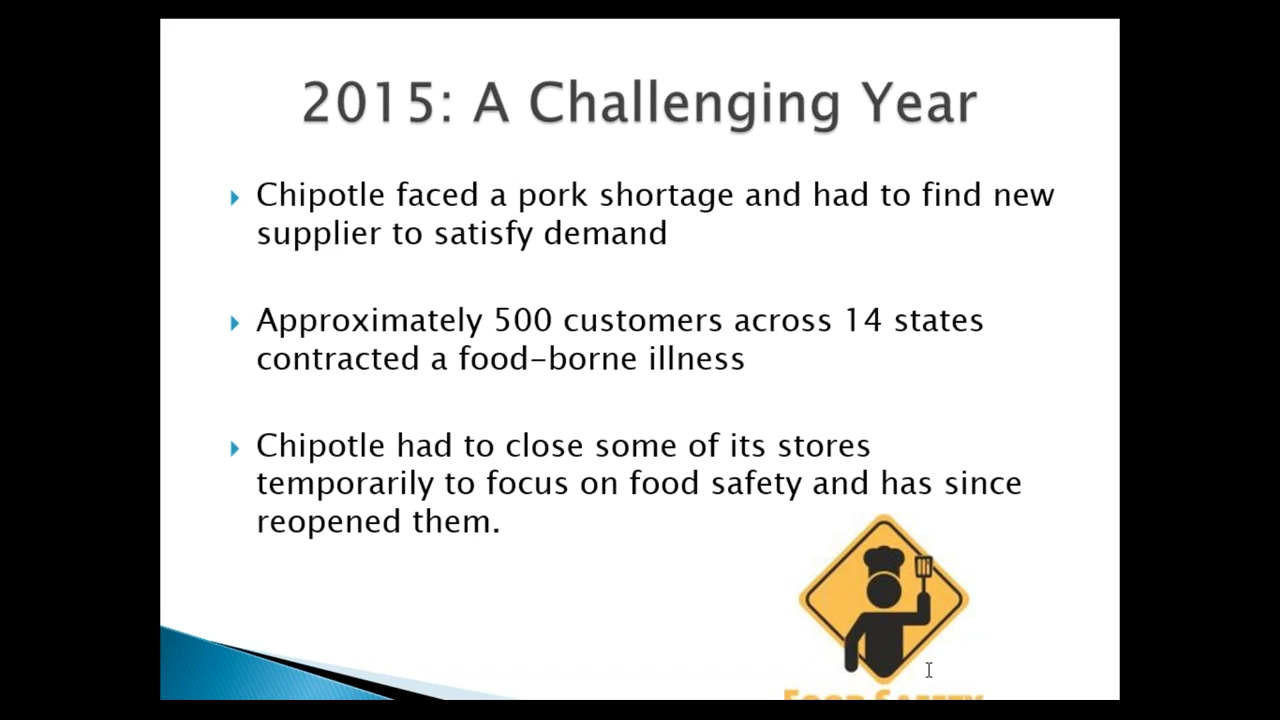 2015: A Challenging Year
Chipotle faced a pork shortage and had to find new
supplier to satisfy demand
Approximately 500 customers across 14 states
contracted a food-borne illness
Chipotle had to close some of its stores
temporarily to focus on food safety and has since
reopened them.
FOOD SAFETY